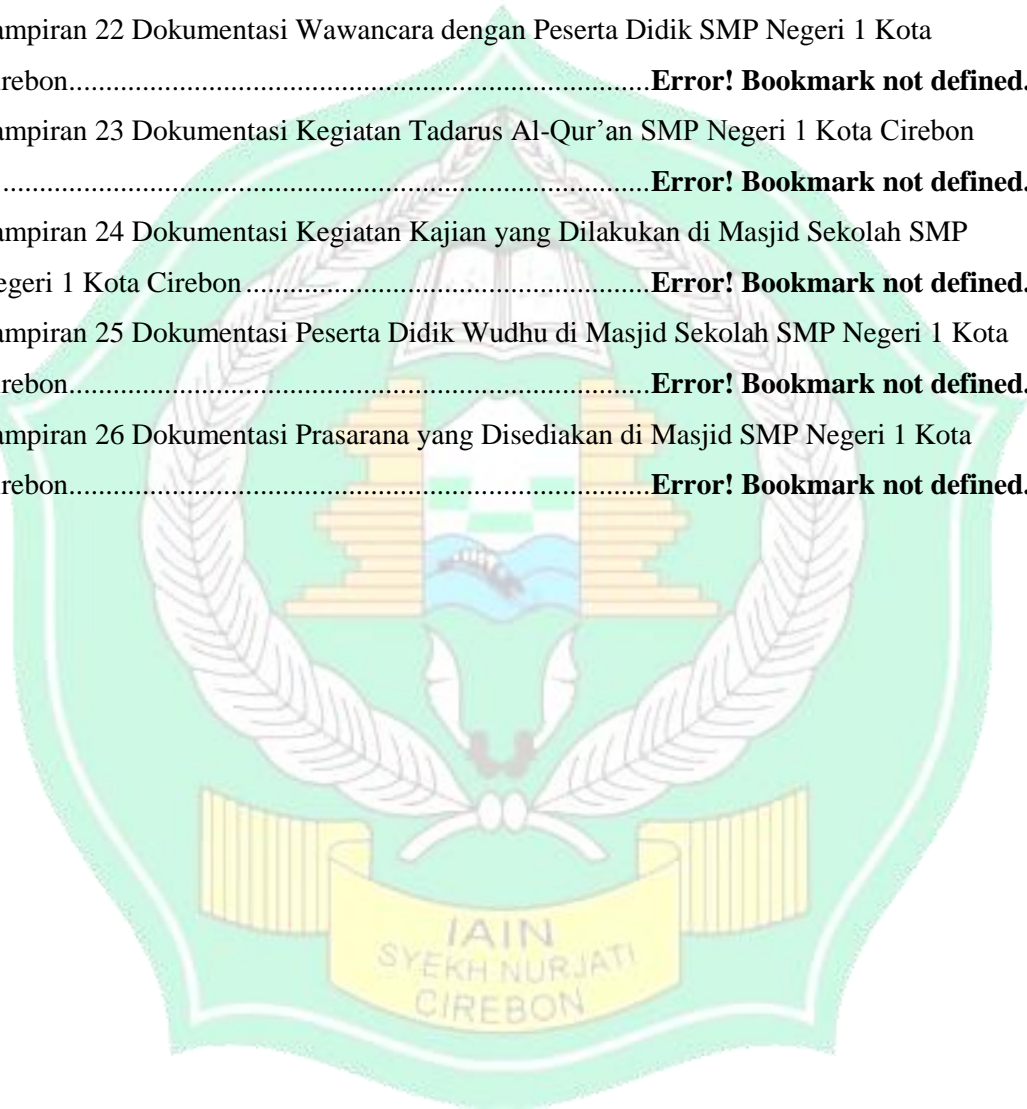 ampiran 22 Dokumentasi Wawancara dengan Peserta Didik SMP Negeri 1 Kota
irebon..............................................................................Error! Bookmark not defined.
ampiran 23 Dokumentasi Kegiatan Tadarus Al-Qur’an SMP Negeri 1 Kota Cirebon
.......................................................................................Error! Bookmark not defined.
ampiran 24 Dokumentasi Kegiatan Kajian yang Dilakukan di Masjid Sekolah SMP
egeri 1 Kota Cirebon......................................................Error! Bookmark not defined.
ampiran 25 Dokumentasi Peserta Didik Wudhu di Masjid Sekolah SMP Negeri 1 Kota
irebon..............................................................................Error! Bookmark not defined.
ampiran 26 Dokumentasi Prasarana yang Disediakan di Masjid SMP Negeri 1 Kota
irebon..............................................................................Error! Bookmark not defined.
IAIN
SYEKH NURJATI
CIREBON